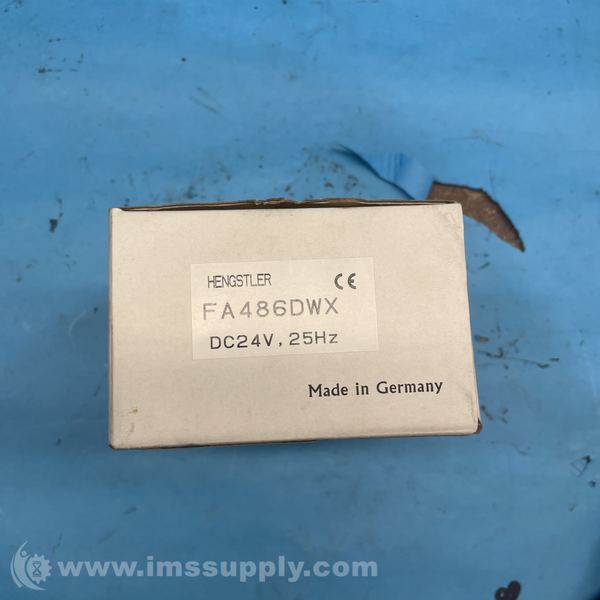 HENGSTLER CE
FA486DWX
DC24V, 25Hz
Made in Germany
www.imssupply.com